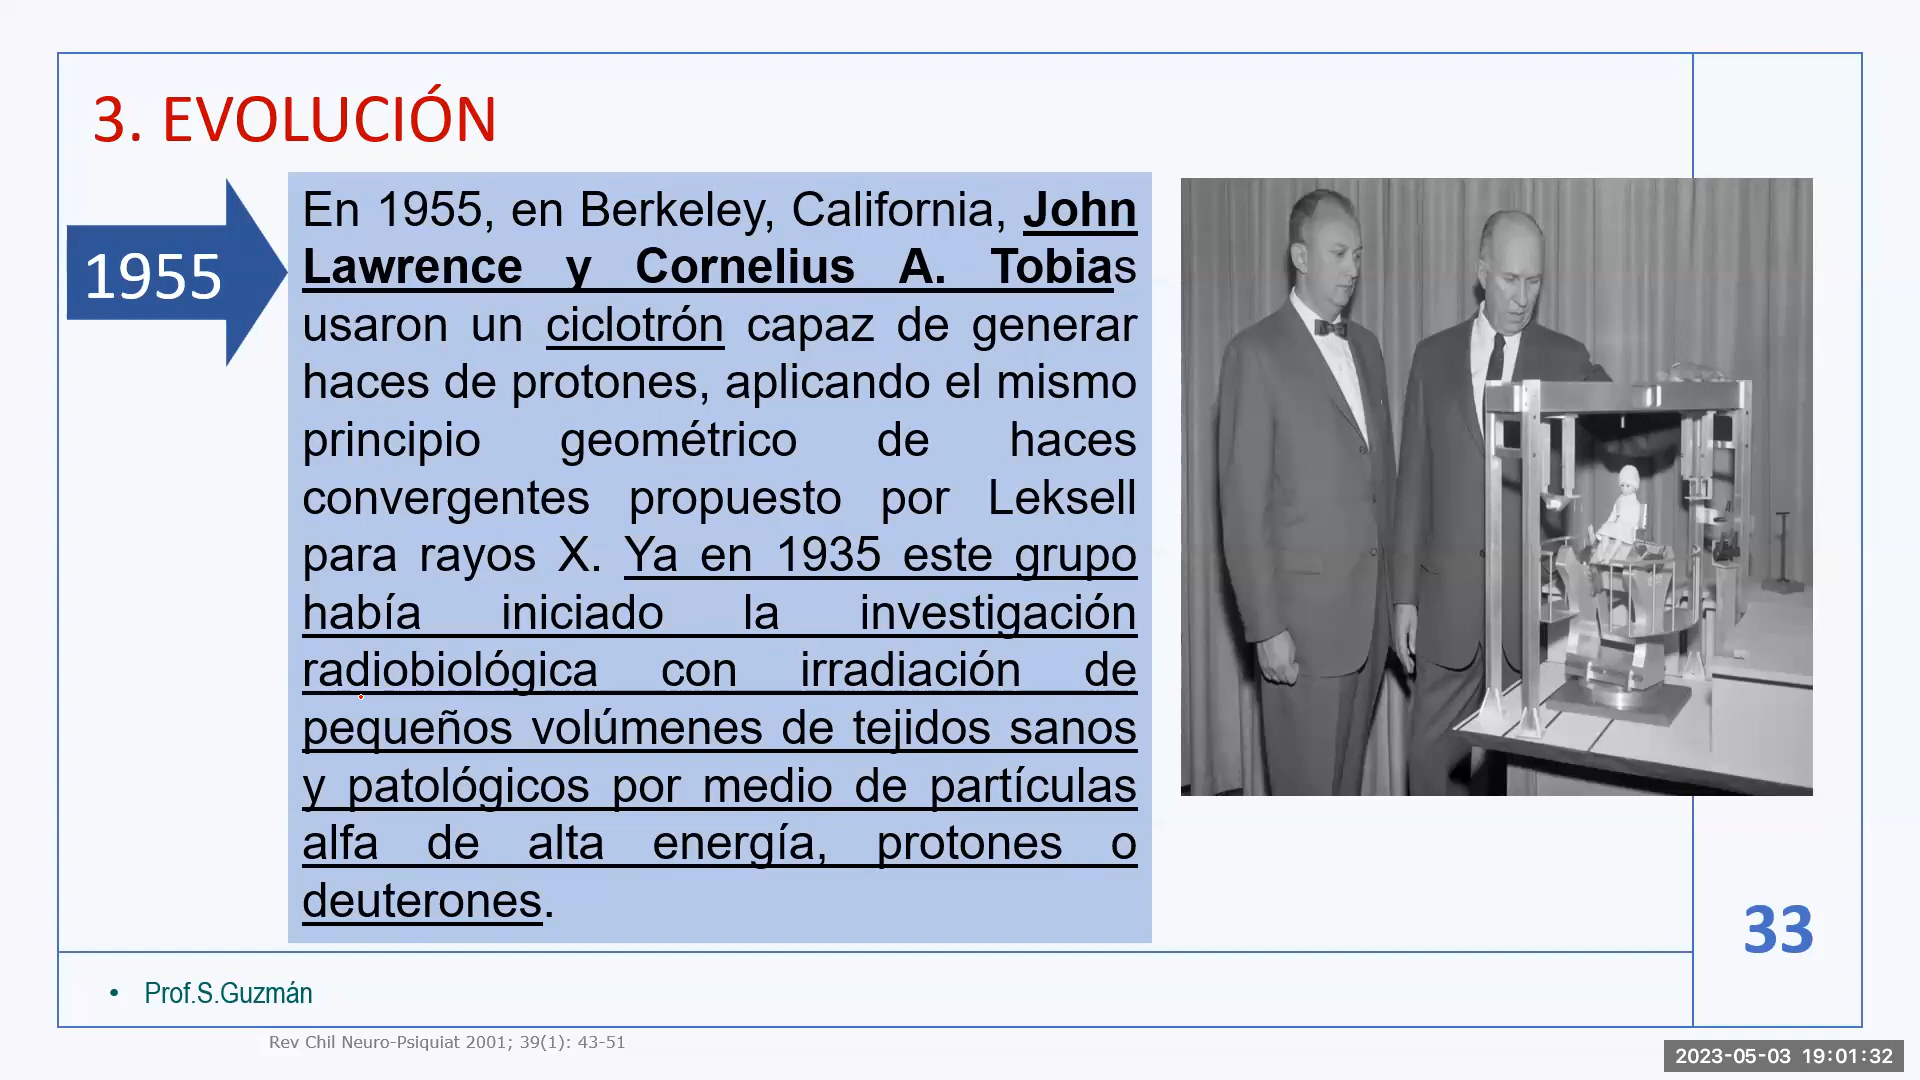 3. EVOLUCIÓN
1955
En 1955, en Berkeley, California, John
Lawrence y Cornelius A. Tobias
usaron un ciclotrón capaz de generar
haces de protones, aplicando el mismo
principio geométrico de haces
convergentes propuesto por Leksell
para rayos X. Ya en 1935 este grupo
había iniciado la investigación
radiobiológica con irradiación de
pequeños volúmenes de tejidos sanos
y patológicos por medio de partículas
alfa de alta energía, protones o
deuterones.
33
• Prof.S.Guzmán
Rev Chil Neuro-Psiquiat 2001; 39(1): 43-51
2023-05-03 19:01:32